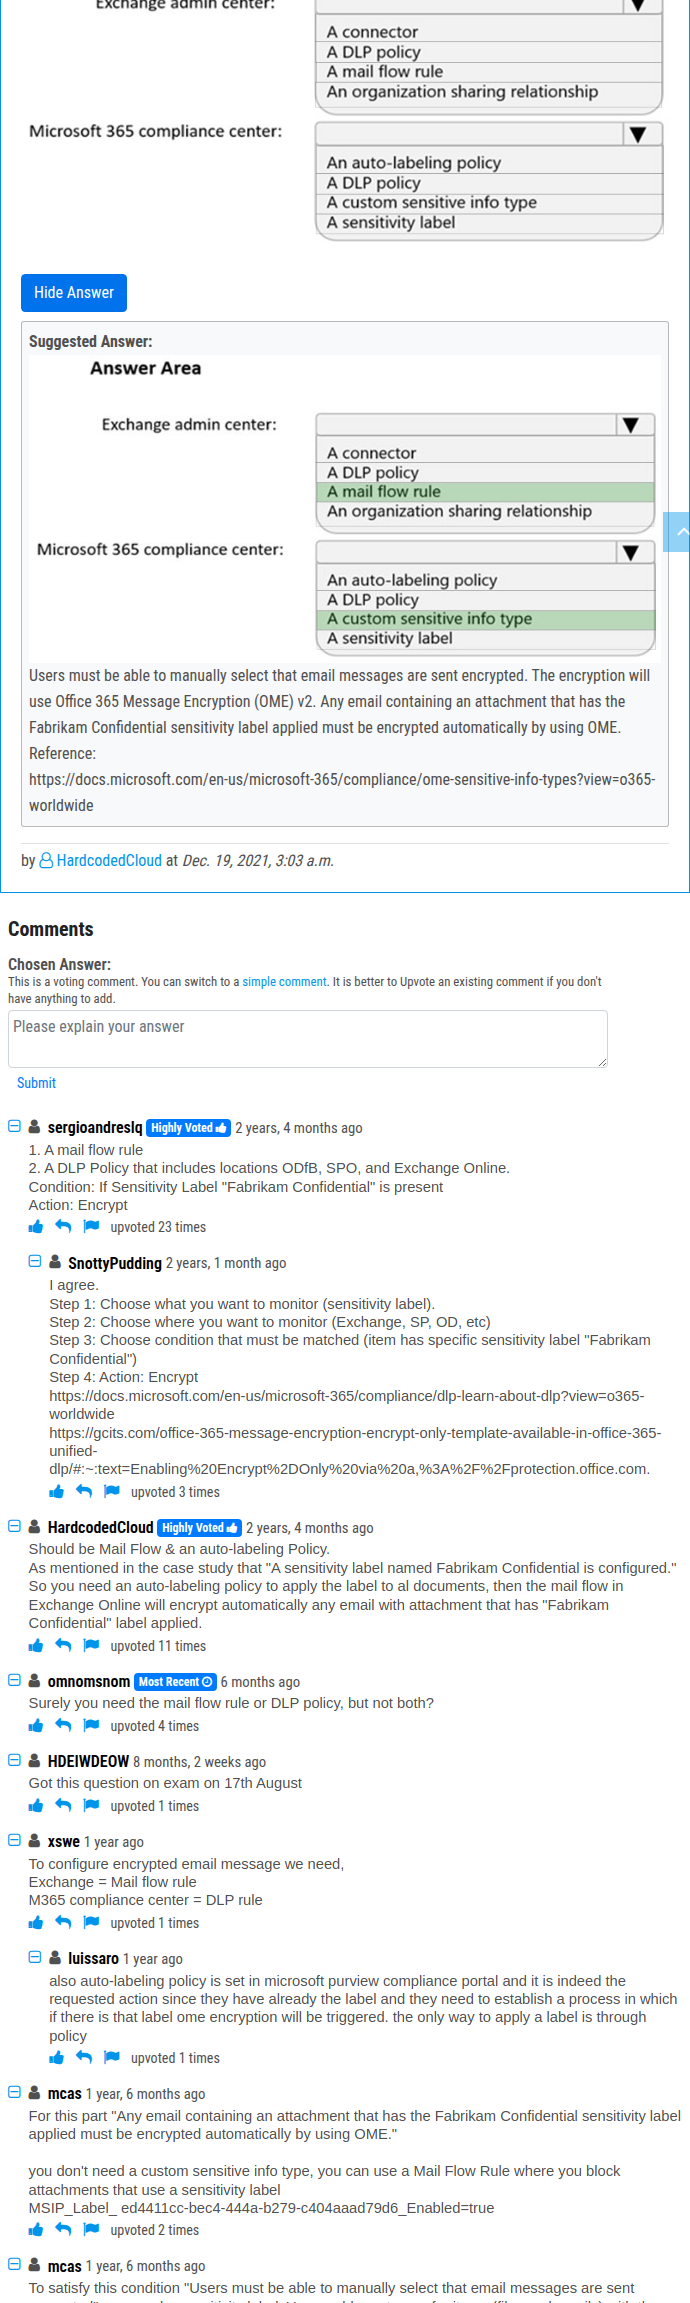 Exchange admin center:
A connector
A DLP policy
A mail flow rule
An organization sharing relationship
Microsoft 365 compliance center:
An auto-labeling policy
A DLP policy
A custom sensitive info type
A sensitivity label
Hide Answer
Suggested Answer:
Answer Area
Exchange admin center:
A connector
A DLP policy
A mail flow rule
An organization sharing relationship
Microsoft 365 compliance center:
An auto-labeling policy
A DLP policy
A custom sensitive info type
A sensitivity label
Users must be able to manually select that email messages are sent encrypted. The encryption will
use Office 365 Message Encryption (OME) v2. Any email containing an attachment that has the
Fabrikam Confidential sensitivity label applied must be encrypted automatically by using OME.
Reference:
https://docs.microsoft.com/en-us/microsoft-365/compliance/ome-sensitive-info-types?view=o365-
worldwide
by HardcodedCloud at Dec. 19, 2021, 3:03 a.m.
Comments
Chosen Answer:
This is a voting comment. You can switch to a simple comment. It is better to Upvote an existing comment if you don't
have anything to add.
Please explain your answer
Submit
sergioandreslq Highly Voted 2 years, 4 months ago
1. A mail flow rule
2. A DLP Policy that includes locations ODfB, SPO, and Exchange Online.
Condition: If Sensitivity Label "Fabrikam Confidential" is present
Action: Encrypt
upvoted 23 times
SnottyPudding 2 years, 1 month ago
I agree.
Step 1: Choose what you want to monitor (sensitivity label).
Step 2: Choose where you want to monitor (Exchange, SP, OD, etc)
Step 3: Choose condition that must be matched (item has specific sensitivity label "Fabrikam
Confidential")
Step 4: Action: Encrypt
https://docs.microsoft.com/en-us/microsoft-365/compliance/dlp-learn-about-dlp?view=o365-
worldwide
https://gcits.com/office-365-message-encryption-encrypt-only-template-available-in-office-365-
unified-
dlp/#:~:text=Enabling%20Encrypt%2DOnly%20via%20a,%3A%2F%2Fprotection.office.com.
upvoted 3 times
HardcodedCloud Highly Voted 2 years, 4 months ago
Should be Mail Flow & an auto-labeling Policy.
As mentioned in the case study that "A sensitivity label named Fabrikam Confidential is configured."
So you need an auto-labeling policy to apply the label to al documents, then the mail flow in
Exchange Online will encrypt automatically any email with attachment that has "Fabrikam
Confidential" label applied.
upvoted 11 times
omnomsnom Most Recent 6 months ago
Surely you need the mail flow rule or DLP policy, but not both?
upvoted 4 times
HDEIWDEOW 8 months, 2 weeks ago
Got this question on exam on 17th August
upvoted 1 times
xswe 1 year ago
To configure encrypted email message we need,
Exchange = Mail flow rule
M365 compliance center = DLP rule
upvoted 1 times
luissaro 1 year ago
also auto-labeling policy is set in microsoft purview compliance portal and it is indeed the
requested action since they have already the label and they need to establish a process in which
if there is that label ome encryption will be triggered. the only way to apply a label is through
policy
upvoted 1 times
mcas 1 year, 6 months ago
For this part "Any email containing an attachment that has the Fabrikam Confidential sensitivity label
applied must be encrypted automatically by using OME."
you don't need a custom sensitive info type, you can use a Mail Flow Rule where you block
attachments that use a sensitivity label
MSIP_Label_ ed4411cc-bec4-444a-b279-c404aaad79d6_Enabled=true
upvoted 2 times
mcas 1 year, 6 months ago
To satisfy this condition "Users must be able to manually select that email messages are sent